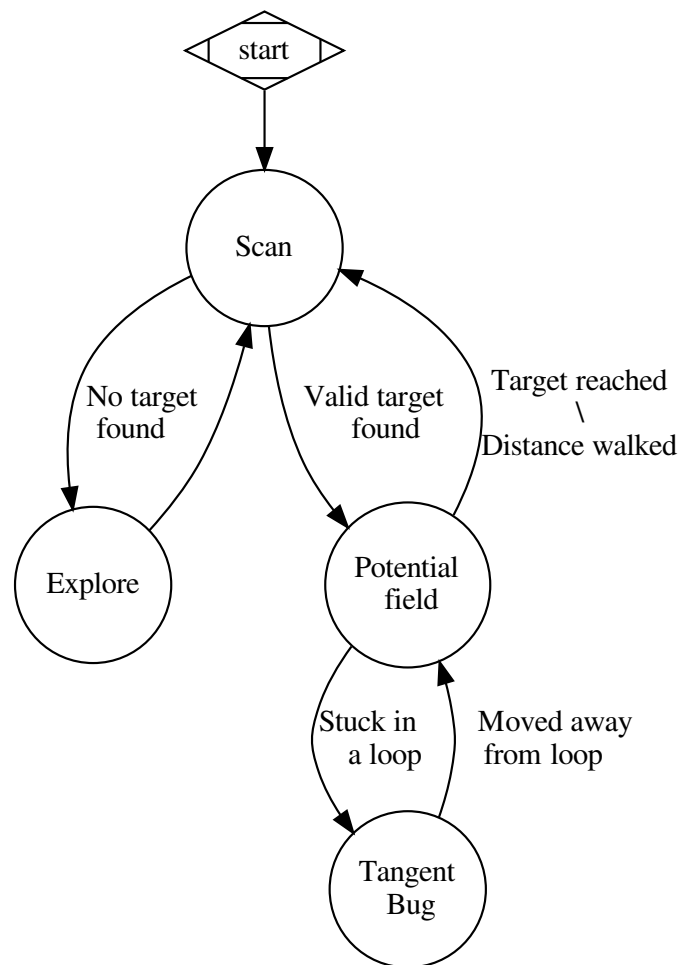 start
Scan
No target
found
Valid target
found
Target reached
\
Distance walked
Explore
Potential
field
Stuck in
a loop
Moved away
from loop
Tangent
Bug